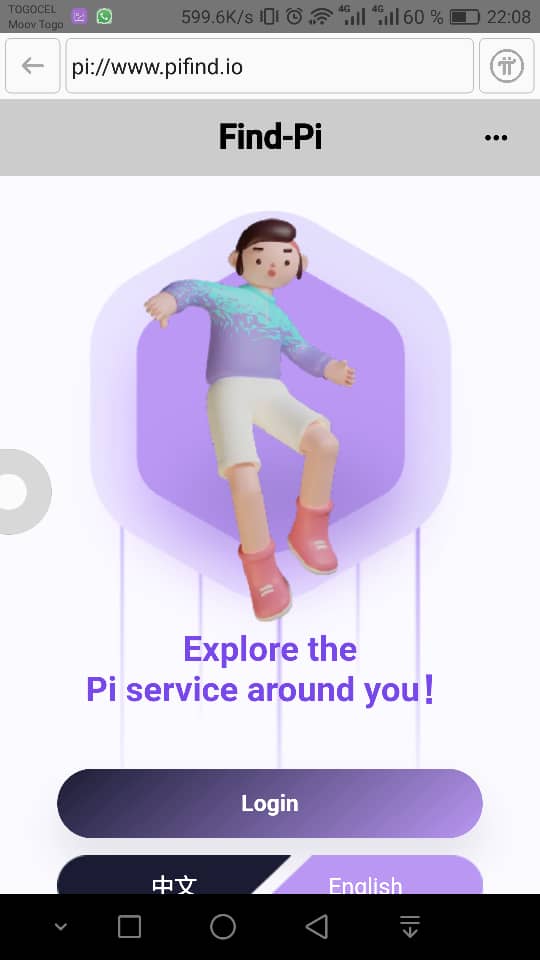 TOGOCEL
Moov Togo
599.6K/s 4G 4G 60 % 22:08
pi://www.pifind.io
Find-Pi
Explore the
Pi service around you!
Login
中文 English